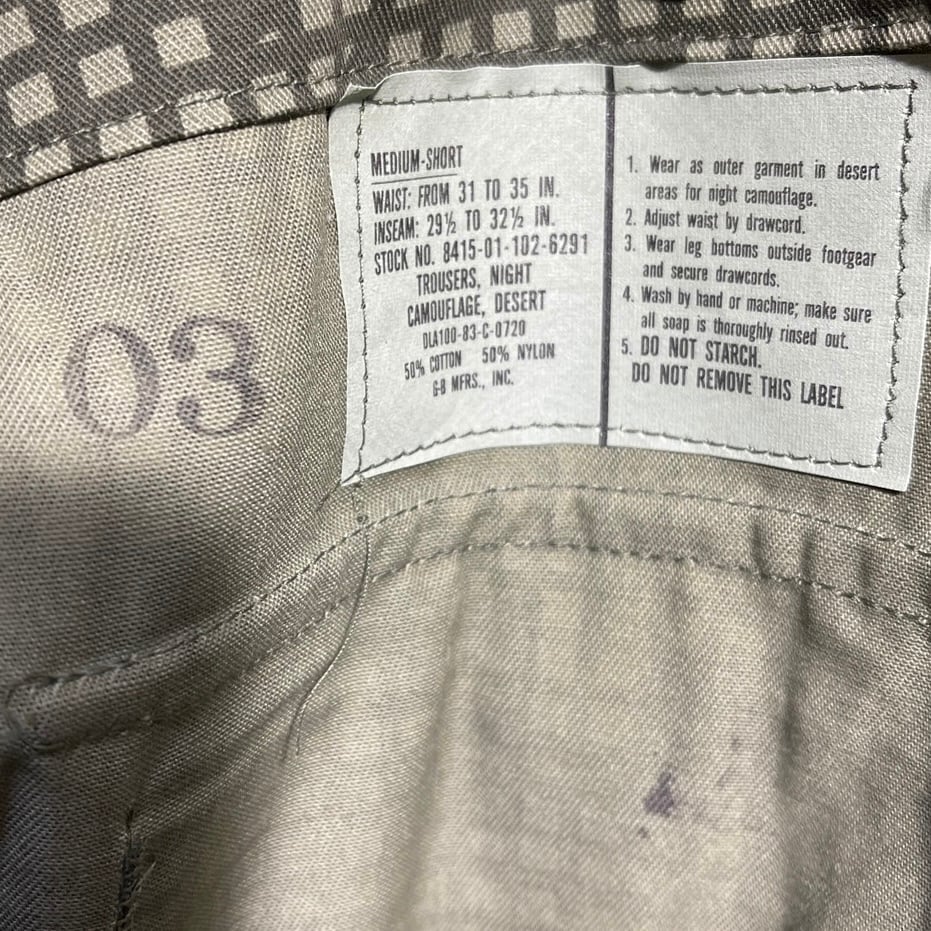 03
MEDIUM-SHORT
WAIST: FROM 31 TO 35 IN.
INSEAM: 29½ TO 32½ IN.
STOCK NO. 8415-01-102-6291
TROUSERS, NIGHT
CAMOUFLAGE, DESERT
DLA100-83-C-0720
50% COTTON 50% NYLON
G-B MFRS., INC.
1. Wear as outer garment in desert
areas for night camouflage.
2. Adjust waist by drawcord.
3. Wear leg bottoms outside footgear
and secure drawcords.
4. Wash by hand or machine; make sure
all soap is thoroughly rinsed out.
5. DO NOT STARCH.
DO NOT REMOVE THIS LABEL